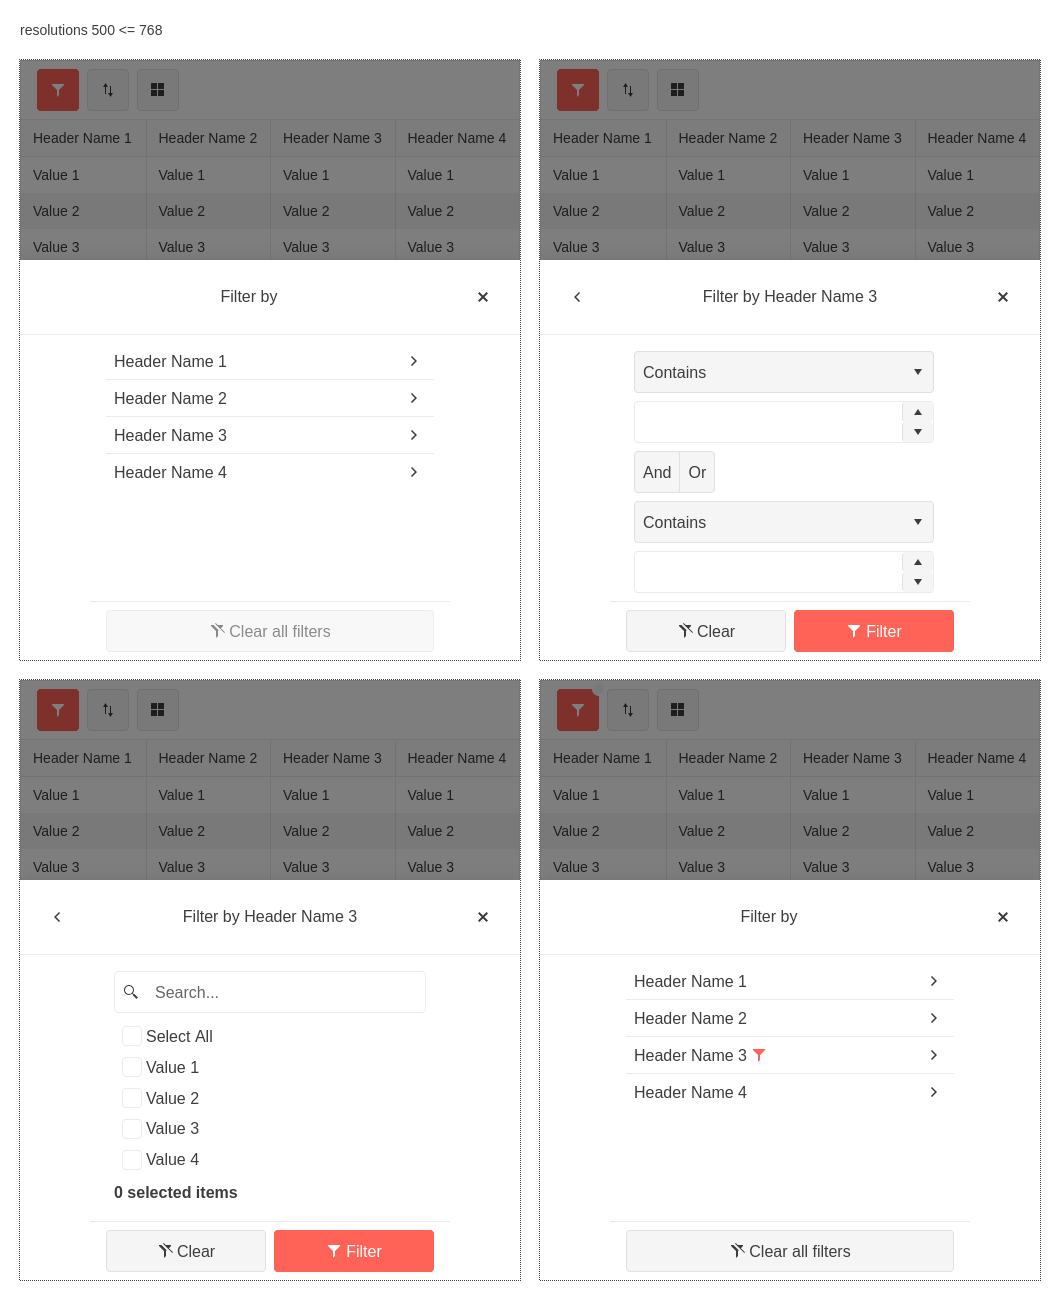 resolutions 500 <= 768
Header Name 1 Header Name 2 Header Name 3 Header Name 4
Value 1 Value 1 Value 1 Value 1
Value 2 Value 2 Value 2 Value 2
Value 3 Value 3 Value 3 Value 3
Filter by
Header Name 1
Header Name 2
Header Name 3
Header Name 4
Clear all filters
Header Name 1 Header Name 2 Header Name 3 Header Name 4
Value 1 Value 1 Value 1 Value 1
Value 2 Value 2 Value 2 Value 2
Value 3 Value 3 Value 3 Value 3
Filter by Header Name 3
Contains
And Or
Contains
Clear Filter
Header Name 1 Header Name 2 Header Name 3 Header Name 4
Value 1 Value 1 Value 1 Value 1
Value 2 Value 2 Value 2 Value 2
Value 3 Value 3 Value 3 Value 3
Filter by Header Name 3
Search...
Select All
Value 1
Value 2
Value 3
Value 4
0 selected items
Clear Filter
Header Name 1 Header Name 2 Header Name 3 Header Name 4
Value 1 Value 1 Value 1 Value 1
Value 2 Value 2 Value 2 Value 2
Value 3 Value 3 Value 3 Value 3
Filter by
Header Name 1
Header Name 2
Header Name 3
Header Name 4
Clear all filters